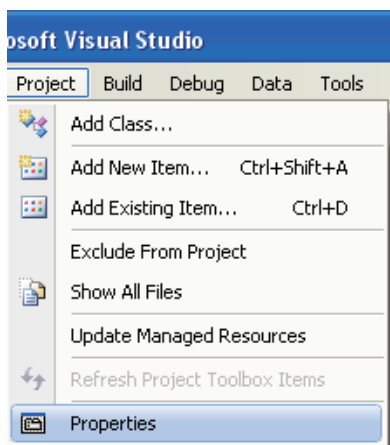 osoft Visual Studio
Project Build Debug Data Tools
Add Class...
Add New Item... Ctrl+Shift+A
Add Existing Item... Ctrl+D
Exclude From Project
Show All Files
Update Managed Resources
Refresh Project Toolbox Items
Properties